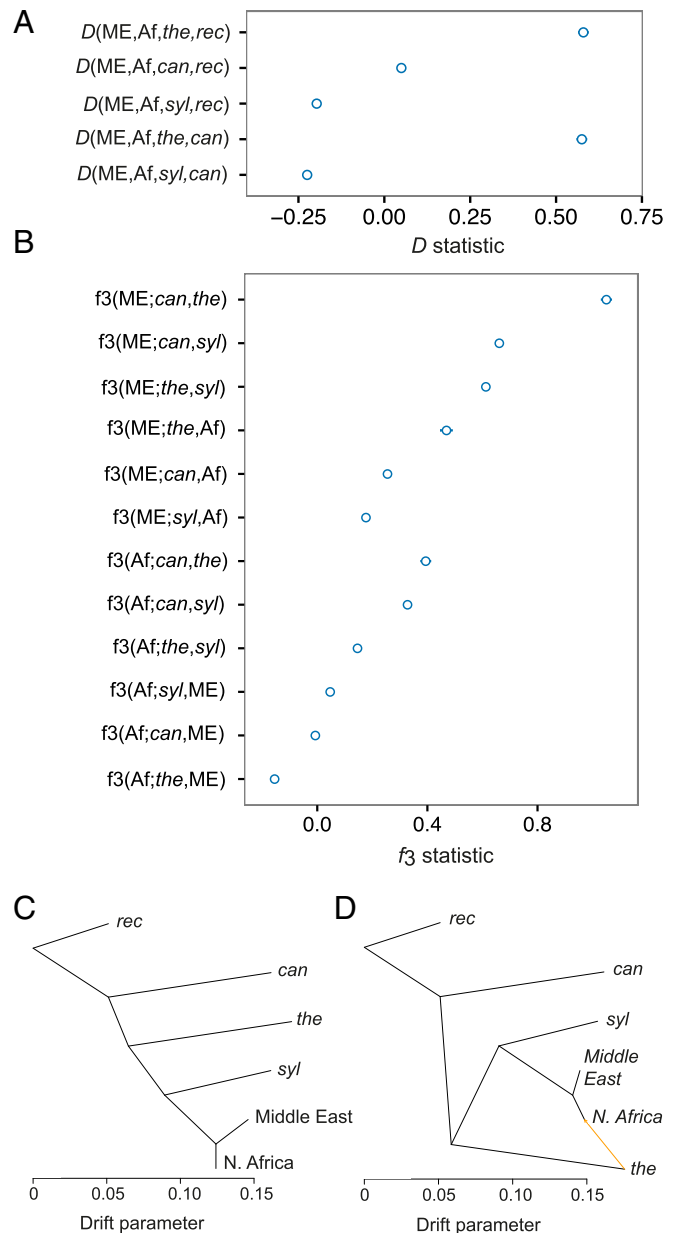 A
D(ME,Af,the,rec)
D(ME,Af,can,rec)
D(ME,Af,syl,rec)
D(ME,Af,the,can)
D(ME,Af,syl,can)
−0.25 0.00 0.25 0.50 0.75
D statistic
B
f3(ME;can,the)
f3(ME;can,syl)
f3(ME;the,syl)
f3(ME;the,Af)
f3(ME;can,Af)
f3(ME;syl,Af)
f3(Af;can,the)
f3(Af;can,syl)
f3(Af;the,syl)
f3(Af;syl,ME)
f3(Af;can,ME)
f3(Af;the,ME)
0.0 0.4 0.8
f3 statistic
C
rec
can
the
syl
Middle East
N. Africa
0 0.05 0.10 0.15
Drift parameter
D
rec
can
syl
Middle
East
N. Africa
the
0 0.05 0.10 0.15
Drift parameter